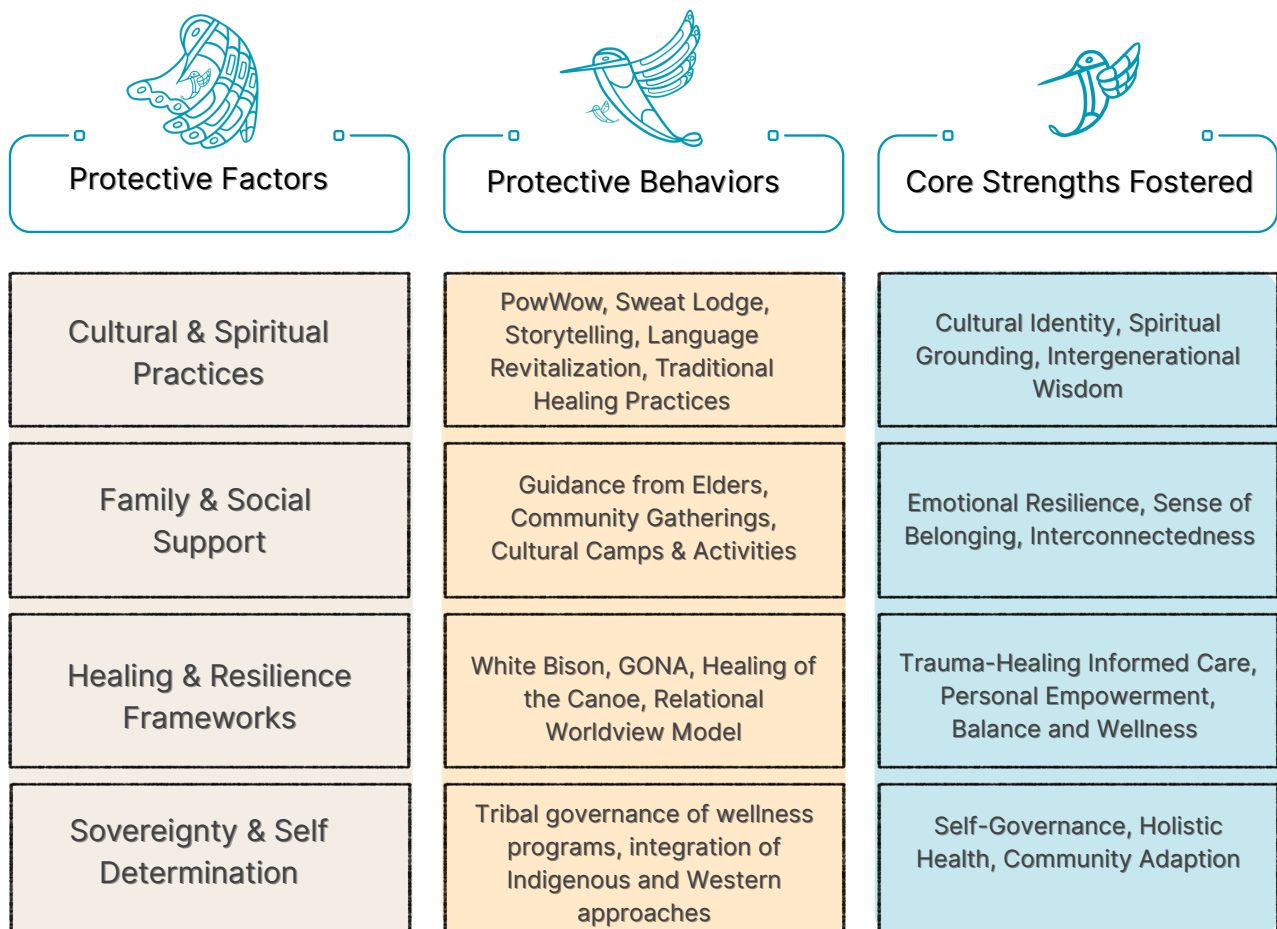 Protective Factors
Protective Behaviors
Core Strengths Fostered
Cultural & Spiritual
Practices
PowWow, Sweat Lodge,
Storytelling, Language
Revitalization, Traditional
Healing Practices
Cultural Identity, Spiritual
Grounding, Intergenerational
Wisdom
Family & Social
Support
Guidance from Elders,
Community Gatherings,
Cultural Camps & Activities
Emotional Resilience, Sense of
Belonging, Interconnectedness
Healing & Resilience
Frameworks
White Bison, GONA, Healing of
the Canoe, Relational
Worldview Model
Trauma-Healing Informed Care,
Personal Empowerment,
Balance and Wellness
Sovereignty & Self
Determination
Tribal governance of wellness
programs, integration of
Indigenous and Western
approaches
Self-Governance, Holistic
Health, Community Adaption